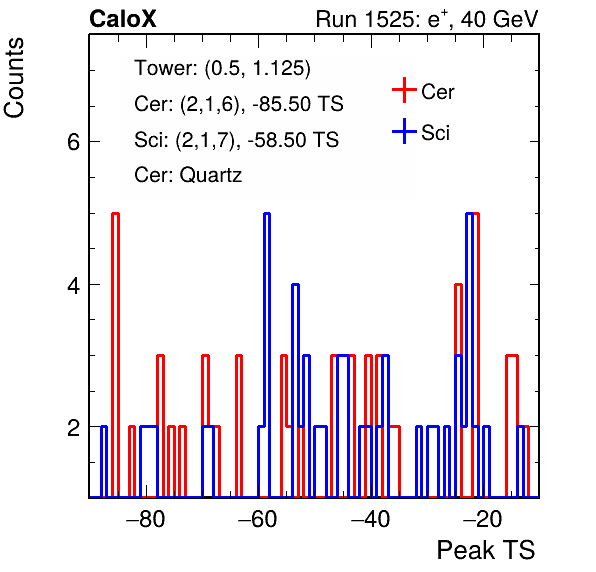 CaloX Run 1525: e⁺, 40 GeV
Counts
Tower: (0.5, 1.125)
Cer: (2,1,6), -85.50 TS
Sci: (2,1,7), -58.50 TS
Cer: Quartz
Cer
Sci
6
4
2
−80 −60 −40 −20
Peak TS